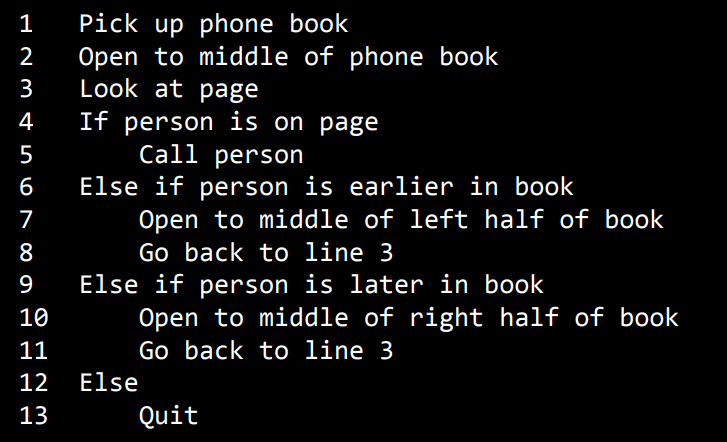 1 Pick up phone book
2 Open to middle of phone book
3 Look at page
4 If person is on page
5 Call person
6 Else if person is earlier in book
7 Open to middle of left half of book
8 Go back to line 3
9 Else if person is later in book
10 Open to middle of right half of book
11 Go back to line 3
12 Else
13 Quit